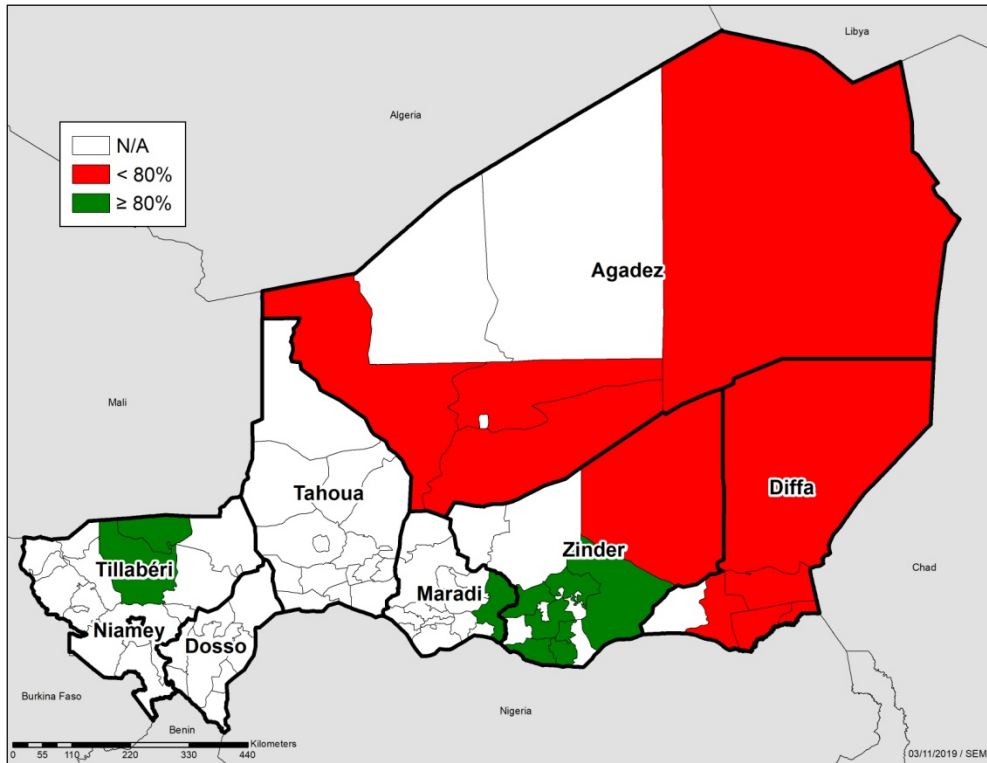 Libya
Algeria
N/A
< 80%
≥ 80%
Agadez
Mali
Tahoua
Diffa
Zinder
Tillabéri
Chad
Maradi
Niamey
Dosso
Burkina Faso
Nigeria
Benin
Kilometers
0 55 110 220 330 440
03/11/2019 / SEM